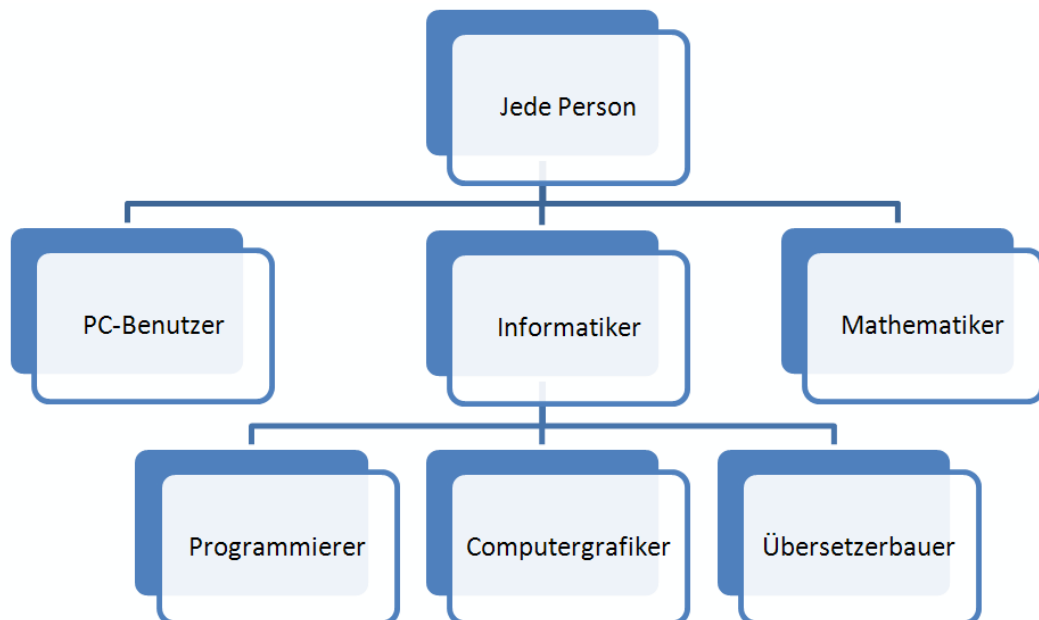 Jede Person
PC-Benutzer
Informatiker
Mathematiker
Programmierer
Computergrafiker
Übersetzerbauer